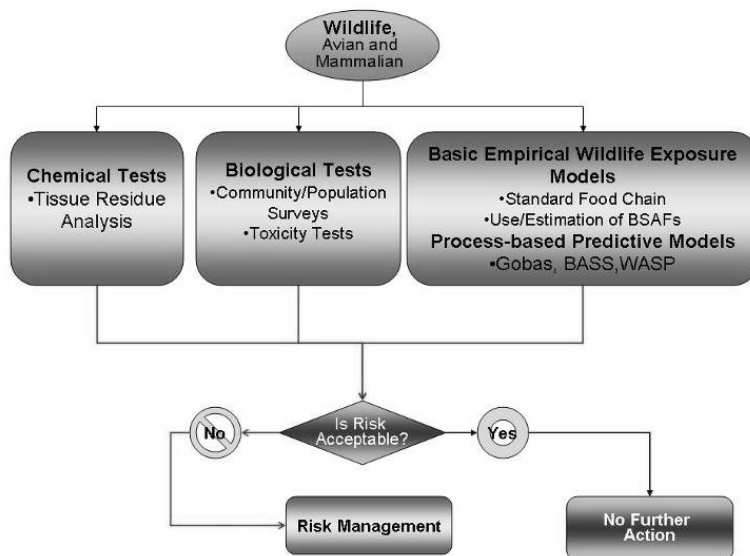 Wildlife,
Avian and
Mammalian
Chemical Tests
•Tissue Residue
Analysis
Biological Tests
•Community/Population
Surveys
•Toxicity Tests
Basic Empirical Wildlife Exposure
Models
•Standard Food Chain
•Use/Estimation of BSAFs
Process-based Predictive Models
•Gobas, BASS,WASP
No
Is Risk
Acceptable?
Yes
Risk Management
No Further
Action